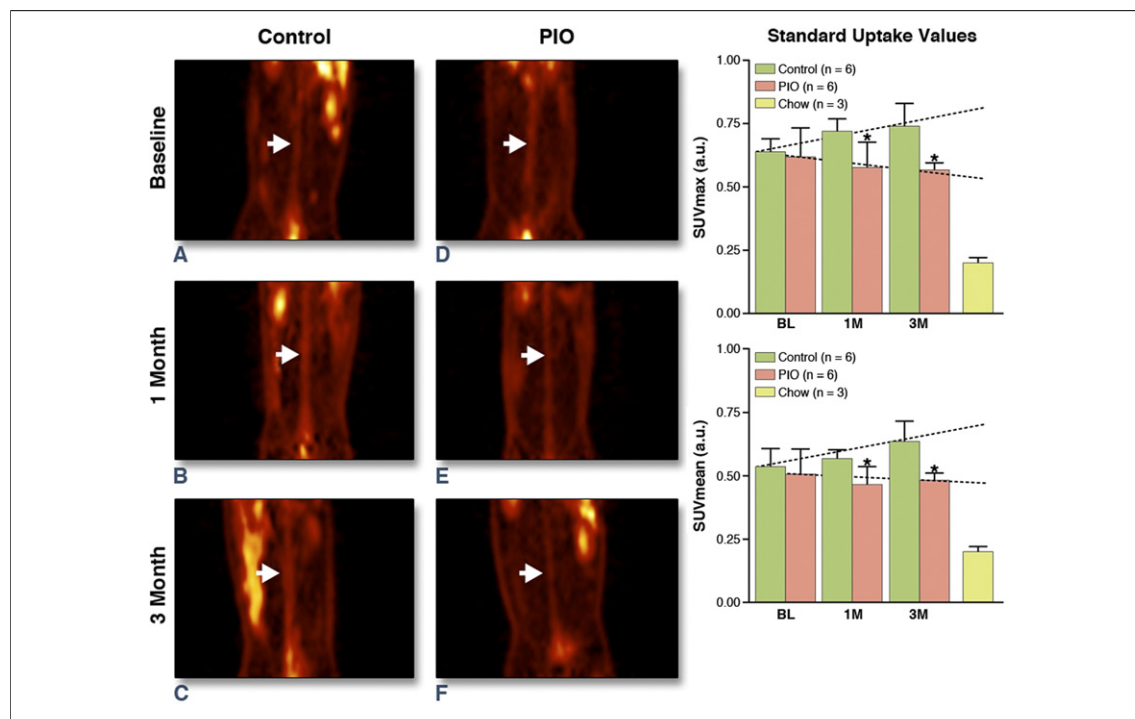 Control
PIO
Baseline
A
D
1 Month
B
E
3 Month
C
F
Standard Uptake Values
SUVmax (a.u.)
1.00
0.75
0.50
0.25
0.00
Control (n = 6)
PIO (n = 6)
Chow (n = 3)
*
*
BL
1M
3M
SUVmean (a.u.)
1.00
0.75
0.50
0.25
0.00
Control (n = 6)
PIO (n = 6)
Chow (n = 3)
*
*
BL
1M
3M